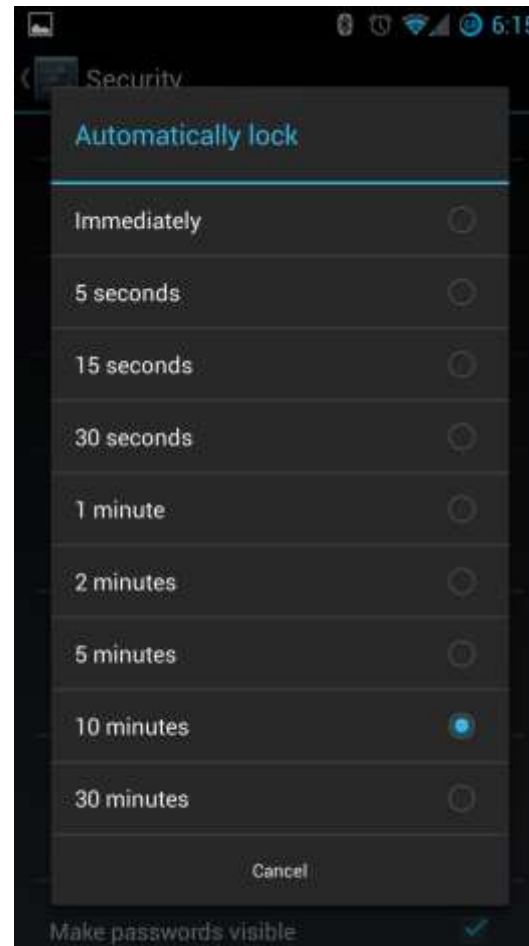 6:15
Security
Automatically lock
Immediately
5 seconds
15 seconds
30 seconds
1 minute
2 minutes
5 minutes
10 minutes
30 minutes
Cancel
Make passwords visible